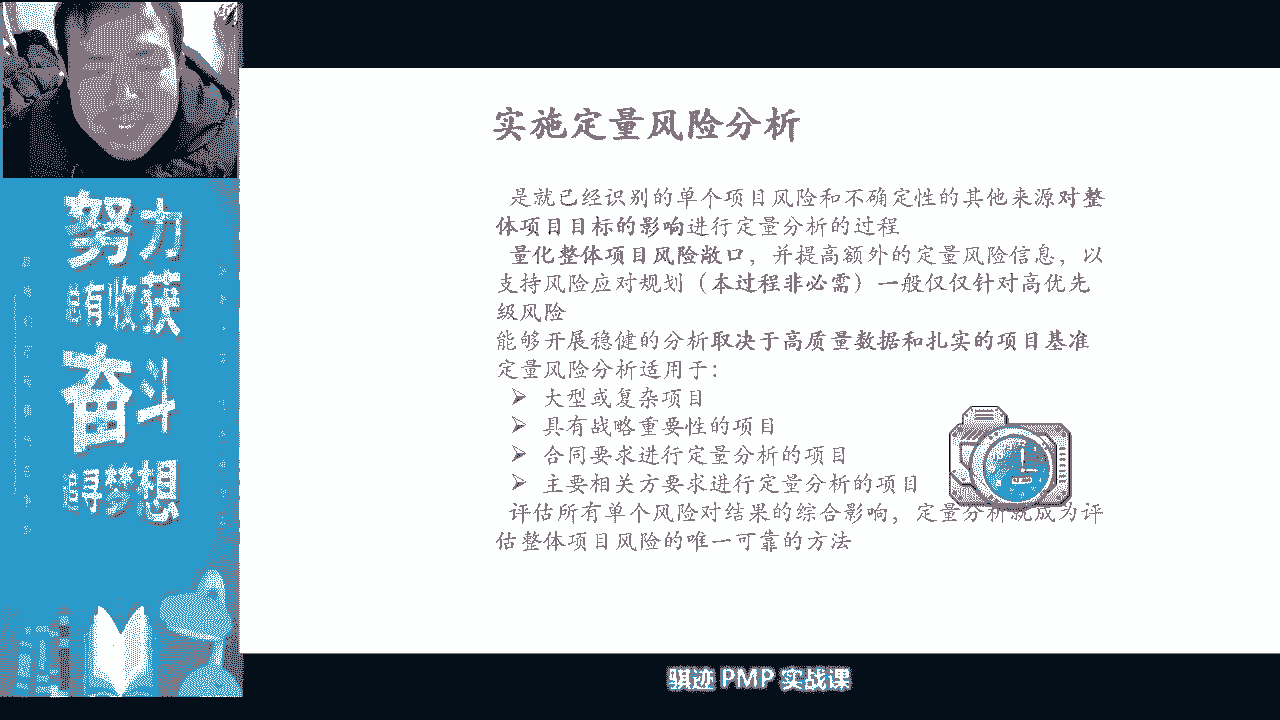 实施定量风险分析
是就已经识别的单个项目风险和不确定性的其他来源对整
体项目目标的影响进行定量分析的过程
量化整体项目风险敞口，并提高额外的定量风险信息，以
支持风险应对规划（本过程非必需）一般仅仅针对高优先
级风险
能够开展稳健的分析取决于高质量数据和扎实的项目基准
定量风险分析适用于：
➢ 大型或复杂项目
➢ 具有战略重要性的项目
➢ 合同要求进行定量分析的项目
➢ 主要相关方要求进行定量分析的项目
评估所有单个风险对结果的综合影响，定量分析就成为评
估整体项目风险的唯一可靠的方法
努力
自有收获
奋斗
自寻梦想
骐迹 PMP 实战课